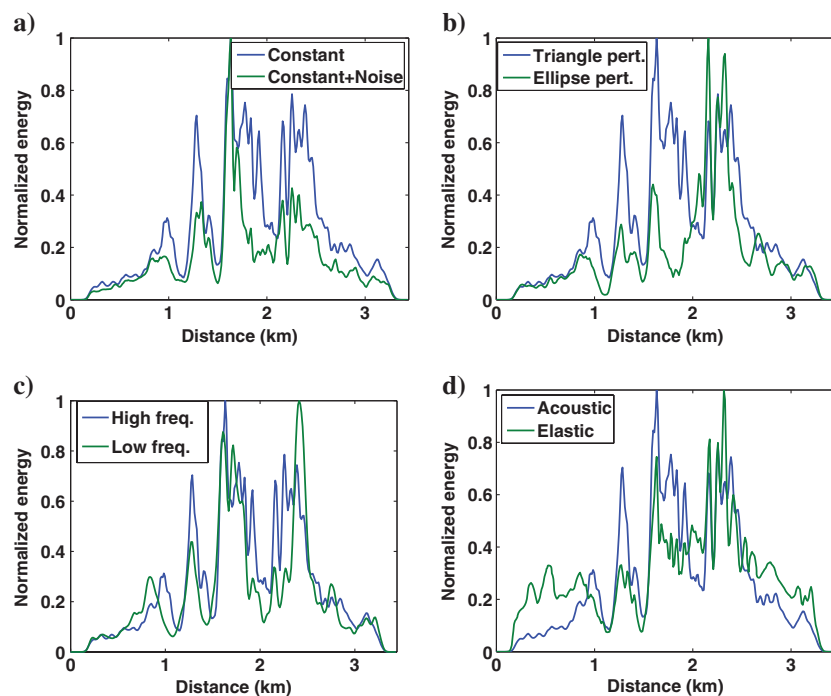 a)
Constant
Constant+Noise
Normalized energy
1
0.8
0.6
0.4
0.2
0
0 1 2 3
Distance (km)
b)
Triangle pert.
Ellipse pert.
Normalized energy
1
0.8
0.6
0.4
0.2
0
0 1 2 3
Distance (km)
c)
High freq.
Low freq.
Normalized energy
1
0.8
0.6
0.4
0.2
0
0 1 2 3
Distance (km)
d)
Acoustic
Elastic
Normalized energy
1
0.8
0.6
0.4
0.2
0
0 1 2 3
Distance (km)